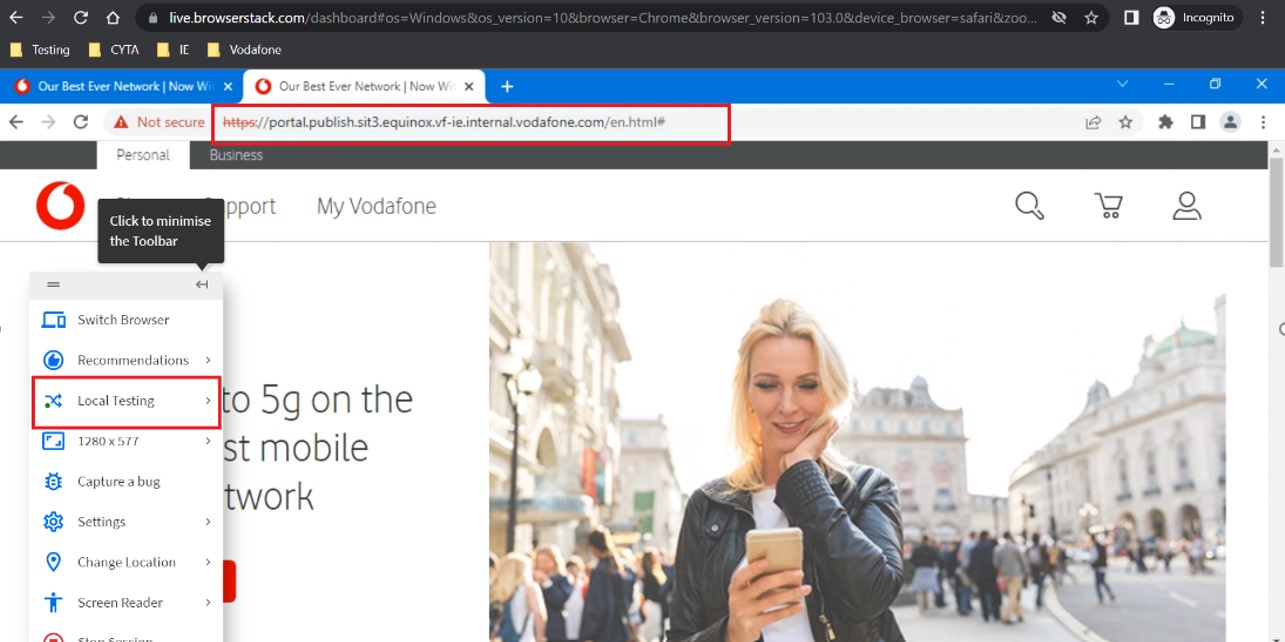 live.browserstack.com/dashboard#os=Windows&os_version=10&browser=Chrome&browser_version=103.0&device_browser=safari&zoo...
Incognito
Testing
CYTA
IE
Vodafone
Our Best Ever Network | Now Wi
Our Best Ever Network | Now Wi
Not secure
https://portal.publish.sit3.equinox.vf-ie.internal.vodafone.com/en.html#
Personal
Business
Support
My Vodafone
Click to minimise
the Toolbar
Switch Browser
Recommendations
Local Testing
1280 x 577
Capture a bug
Settings
Change Location
Screen Reader
Stop Session
to 5g on the
st mobile
twork